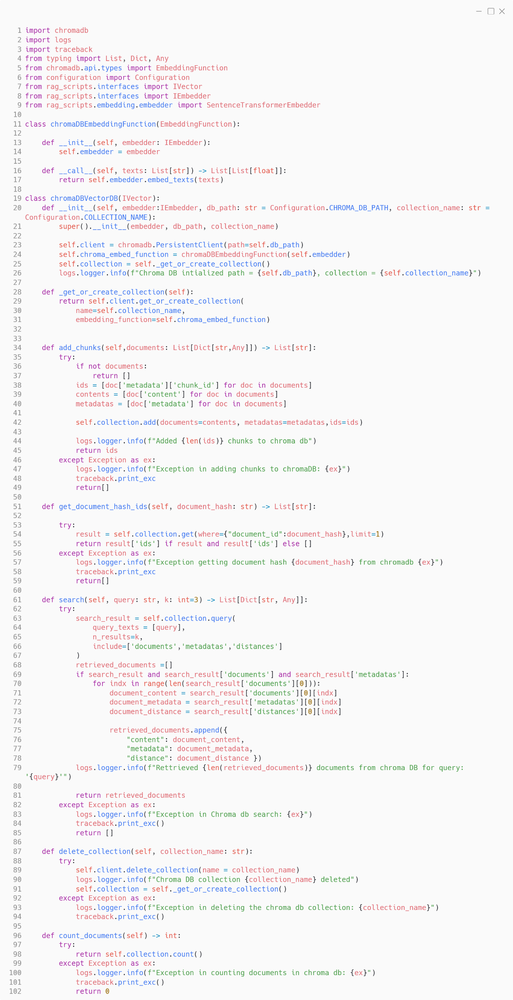 1 import chromadb
2 import logs
3 import traceback
4 from typing import List, Dict, Any
5 from chromadb.api.types import EmbeddingFunction
6 from configuration import Configuration
7 from rag_scripts.interfaces import IVector
8 from rag_scripts.interfaces import IEmbedder
9 from rag_scripts.embedding.embedder import SentenceTransformerEmbedder
10
11 class chromaDBEmbeddingFunction(EmbeddingFunction):
12
13     def __init__(self, embedder: IEmbedder):
14         self.embedder = embedder
15
16     def __call__(self, texts: List[str]) -> List[List[float]]:
17         return self.embedder.embed_texts(texts)
18
19 class chromaDBVectorDB(IVector):
20     def __init__(self, embedder:IEmbedder, db_path: str = Configuration.CHROMA_DB_PATH, collection_name: str =
Configuration.COLLECTION_NAME):
21         super().__init__(embedder, db_path, collection_name)
22
23         self.client = chromadb.PersistentClient(path=self.db_path)
24         self.chroma_embed_function = chromaDBEmbeddingFunction(self.embedder)
25         self.collection = self._get_or_create_collection()
26         logs.logger.info(f"Chroma DB intialized path = {self.db_path}, collection = {self.collection_name}")
27
28     def _get_or_create_collection(self):
29         return self.client.get_or_create_collection(
30             name=self.collection_name,
31             embedding_function=self.chroma_embed_function)
32
33
34     def add_chunks(self,documents: List[Dict[str,Any]]) -> List[str]:
35         try:
36             if not documents:
37                 return []
38             ids = [doc['metadata']['chunk_id'] for doc in documents]
39             contents = [doc['content'] for doc in documents]
40             metadatas = [doc['metadata'] for doc in documents]
41
42             self.collection.add(documents=contents, metadatas=metadatas,ids=ids)
43
44             logs.logger.info(f"Added {len(ids)} chunks to chroma db")
45             return ids
46         except Exception as ex:
47             logs.logger.info(f"Exception in adding chunks to chromaDB: {ex}")
48             traceback.print_exc
49             return[]
50
51     def get_document_hash_ids(self, document_hash: str) -> List[str]:
52
53         try:
54             result = self.collection.get(where={"document_id":document_hash},limit=1)
55             return result['ids'] if result and result['ids'] else []
56         except Exception as ex:
57             logs.logger.info(f"Exception getting document hash {document_hash} from chromadb {ex}")
58             traceback.print_exc
59             return[]
60
61     def search(self, query: str, k: int=3) -> List[Dict[str, Any]]:
62         try:
63             search_result = self.collection.query(
64                 query_texts = [query],
65                 n_results=k,
66                 include=['documents','metadatas','distances']
67             )
68             retrieved_documents =[]
69             if search_result and search_result['documents'] and search_result['metadatas']:
70                 for indx in range(len(search_result['documents'][0])):
71                     document_content = search_result['documents'][0][indx]
72                     document_metadata = search_result['metadatas'][0][indx]
73                     document_distance = search_result['distances'][0][indx]
74
75                     retrieved_documents.append({
76                         "content": document_content,
77                         "metadata": document_metadata,
78                         "distance": document_distance })
79             logs.logger.info(f"Rettrieved {len(retrieved_documents)} documents from chroma DB for query:
'{query}'")
80
81             return retrieved_documents
82         except Exception as ex:
83             logs.logger.info(f"Exception in Chroma db search: {ex}")
84             traceback.print_exc()
85             return []
86
87     def delete_collection(self, collection_name: str):
88         try:
89             self.client.delete_collection(name = collection_name)
90             logs.logger.info(f"Chroma DB collection {collection_name} deleted")
91             self.collection = self._get_or_create_collection()
92         except Exception as ex:
93             logs.logger.info(f"Exception in deleting the chroma db collection: {collection_name}")
94             traceback.print_exc()
95
96     def count_documents(self) -> int:
97         try:
98             return self.collection.count()
99         except Exception as ex:
100             logs.logger.info(f"Exception in counting documents in chroma db: {ex}")
101             traceback.print_exc()
102             return 0